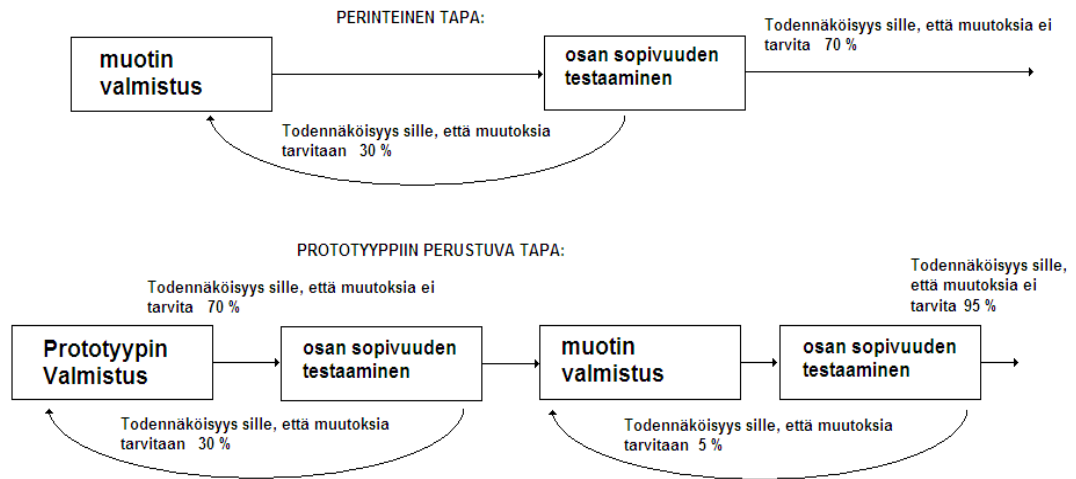 PERINTEINEN TAPA:
muotin
valmistus
osan sopivuuden
testaaminen
Todennäköisyys sille, että muutoksia ei
tarvita 70 %
Todennäköisyys sille, että muutoksia
tarvitaan 30 %
PROTOTYYPPIIN PERUSTUVA TAPA:
Todennäköisyys sille, että muutoksia ei
tarvita 70 %
Todennäköisyys sille,
että muutoksia ei
tarvita 95 %
Prototyypin
Valmistus
osan sopivuuden
testaaminen
muotin
valmistus
osan sopivuuden
testaaminen
Todennäköisyys sille, että muutoksia
tarvitaan 30 %
Todennäköisyys sille, että muutoksia
tarvitaan 5 %